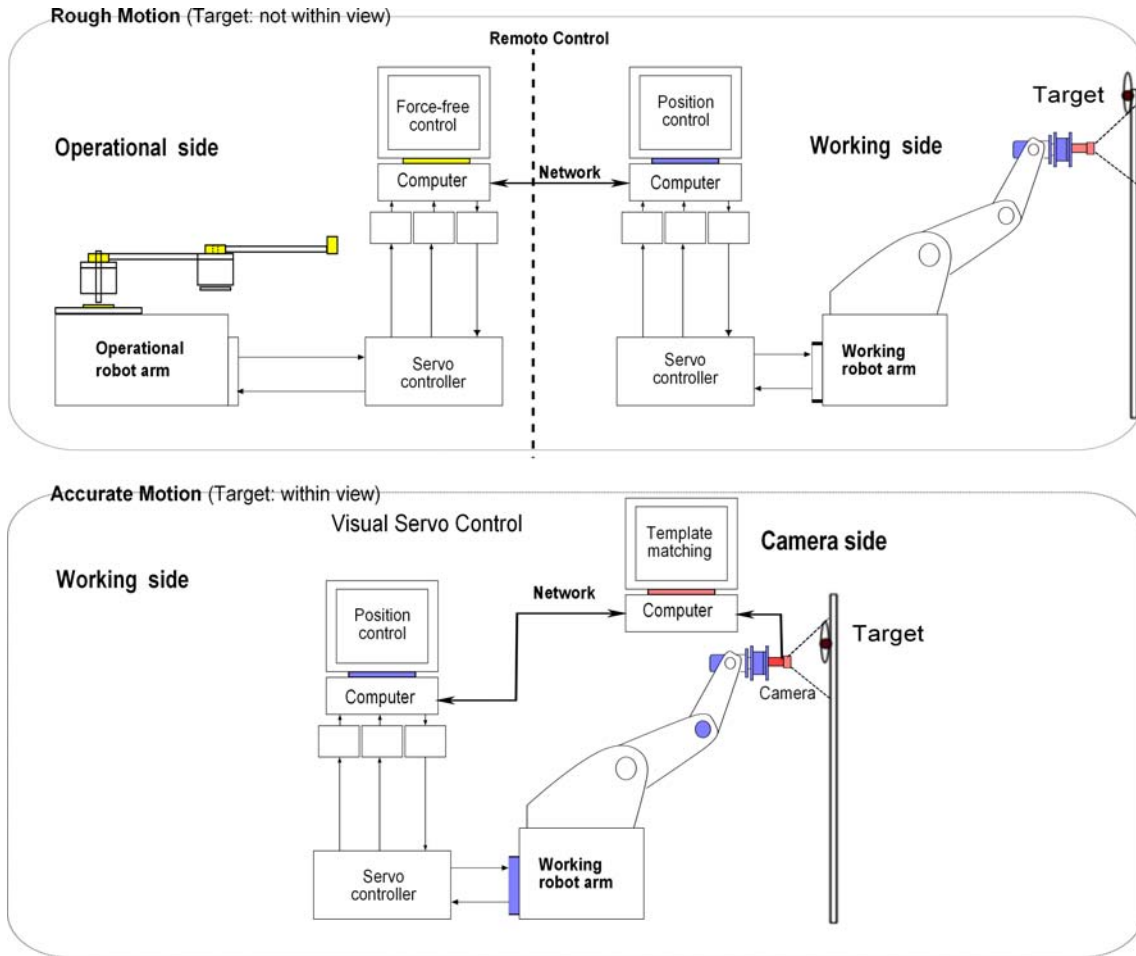 Rough Motion (Target: not within view)
Remoto Control
Operational side
Force-free
control
Computer
Network
Position
control
Computer
Working side
Target
Operational
robot arm
Servo
controller
Servo
controller
Working
robot arm
Accurate Motion (Target: within view)
Visual Servo Control
Working side
Position
control
Computer
Network
Template
matching
Computer
Camera side
Target
Camera
Servo
controller
Working
robot arm